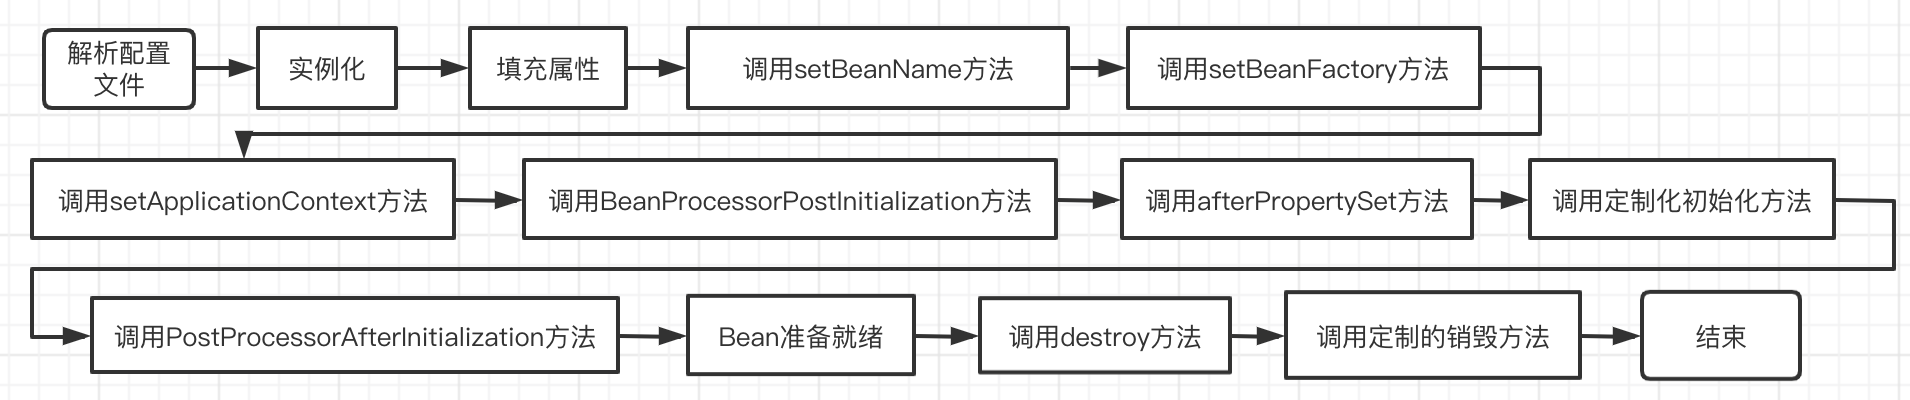 解析配置
文件
实例化
填充属性
调用setBeanName方法
调用setBeanFactory方法
调用setApplicationContext方法
调用BeanProcessorPostInitialization方法
调用afterPropertySet方法
调用定制化初始化方法
调用PostProcessorAfterInitialization方法
Bean准备就绪
调用destroy方法
调用定制的销毁方法
结束